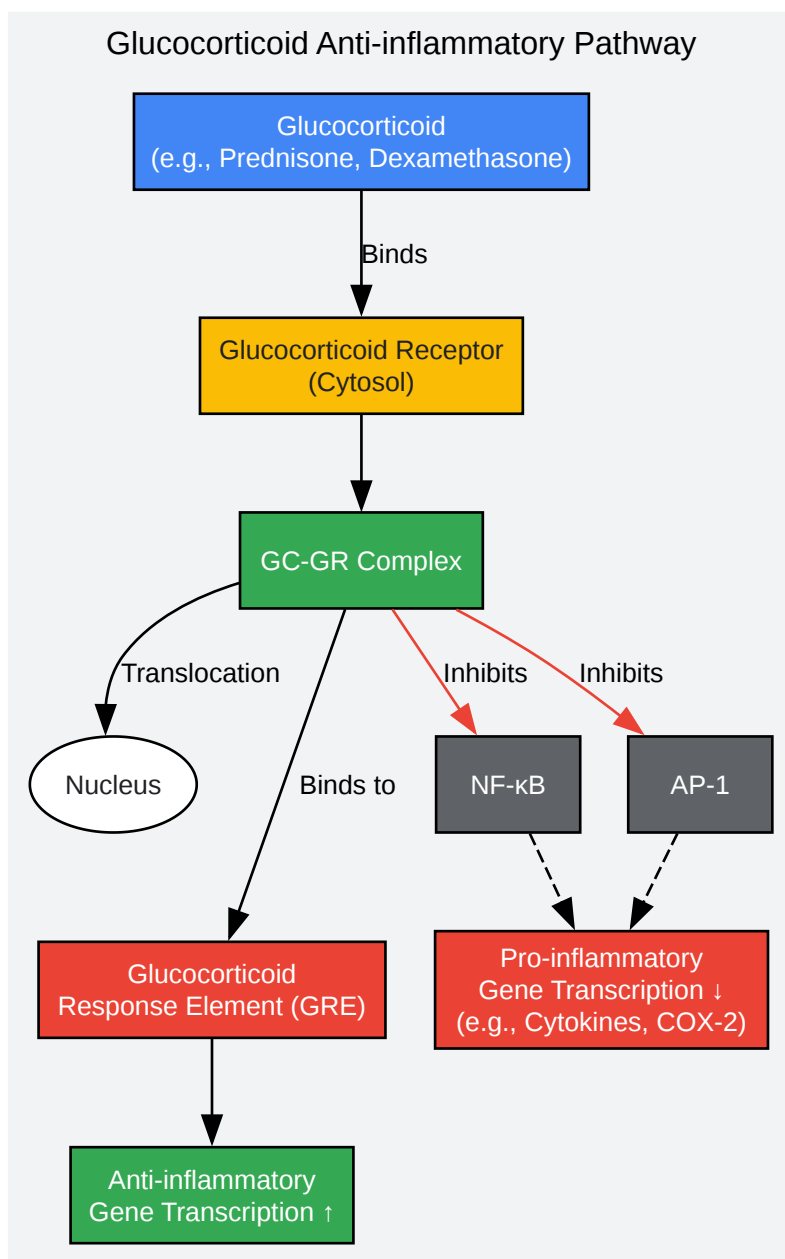 Glucocorticoid Anti-inflammatory Pathway
Glucocorticoid
(e.g., Prednisone, Dexamethasone)
Binds
Glucocorticoid Receptor
(Cytosol)
GC-GR Complex
Translocation
Inhibits
Inhibits
Nucleus
Binds to
NF-κB
AP-1
Glucocorticoid
Response Element (GRE)
Pro-inflammatory
Gene Transcription ↓
(e.g., Cytokines, COX-2)
Anti-inflammatory
Gene Transcription ↑